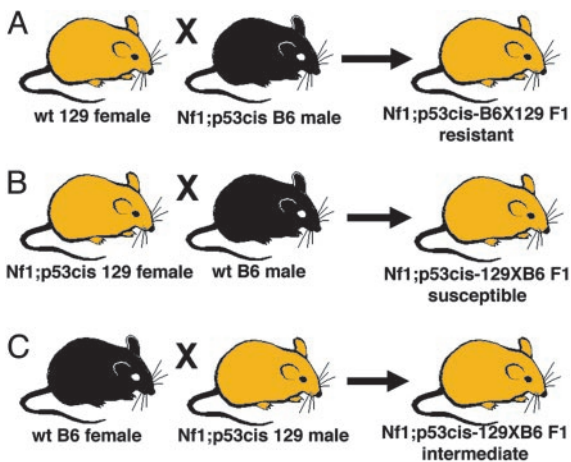 A
X
wt 129 female
Nf1;p53cis B6 male
Nf1;p53cis-B6X129 F1
resistant
B
X
Nf1;p53cis 129 female
wt B6 male
Nf1;p53cis-129XB6 F1
susceptible
C
X
wt B6 female
Nf1;p53cis 129 male
Nf1;p53cis-129XB6 F1
intermediate